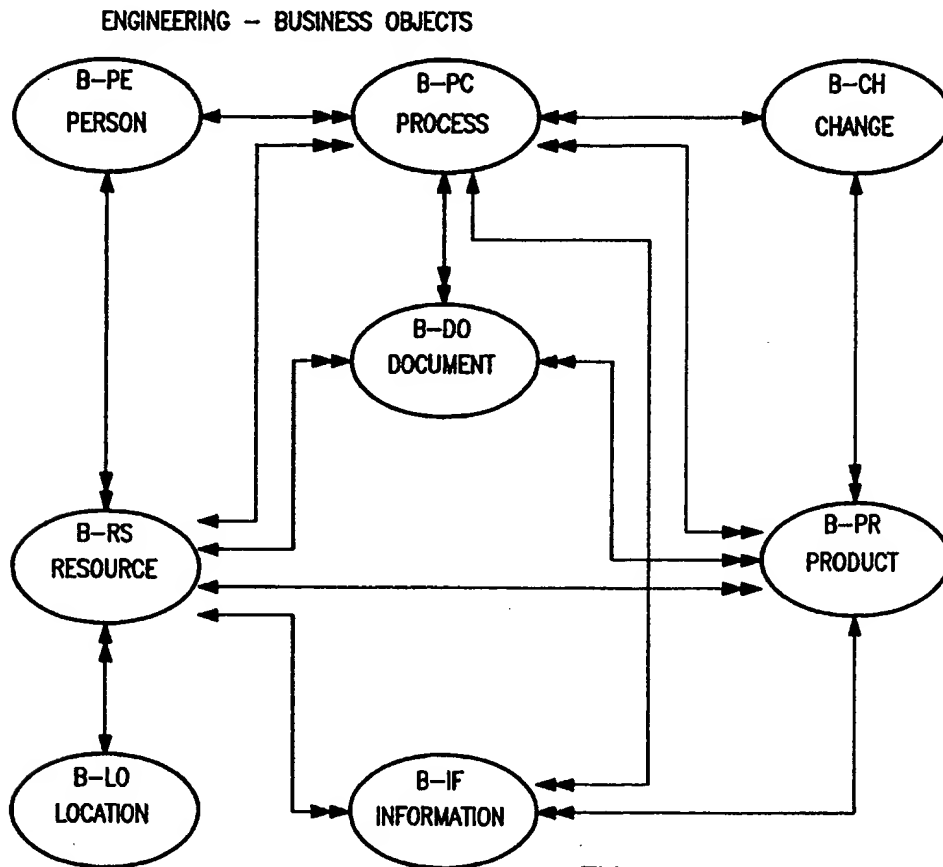 ENGINEERING – BUSINESS OBJECTS
B–PE
PERSON
B–PC
PROCESS
B–CH
CHANGE
B–DO
DOCUMENT
B–RS
RESOURCE
B–PR
PRODUCT
B–LO
LOCATION
B–IF
INFORMATION